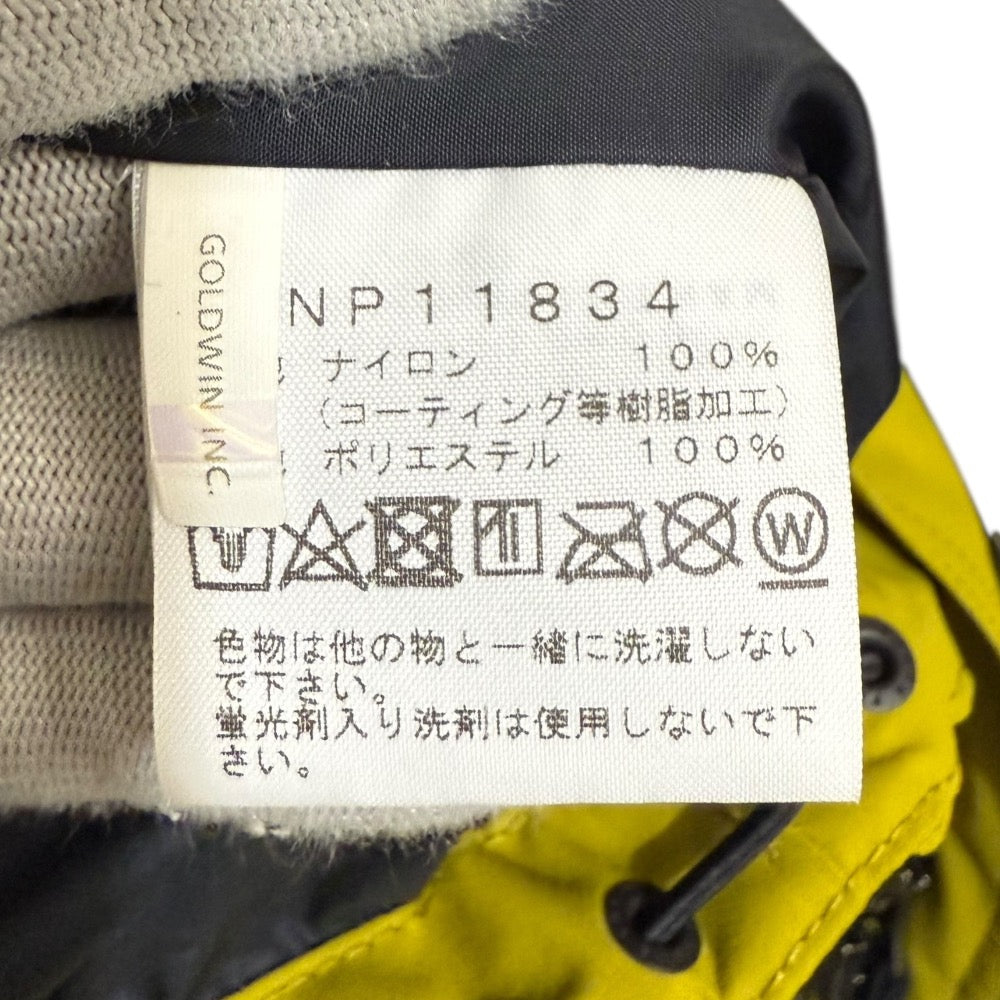 GOLDWIN INC.
NP11834
ナイロン 100%
(コーティング等樹脂加工)
ポリエステル 100%
W
色物は他の物と一緒に洗濯しない
で下さい。
蛍光剤入り洗剤は使用しないで下
さい。